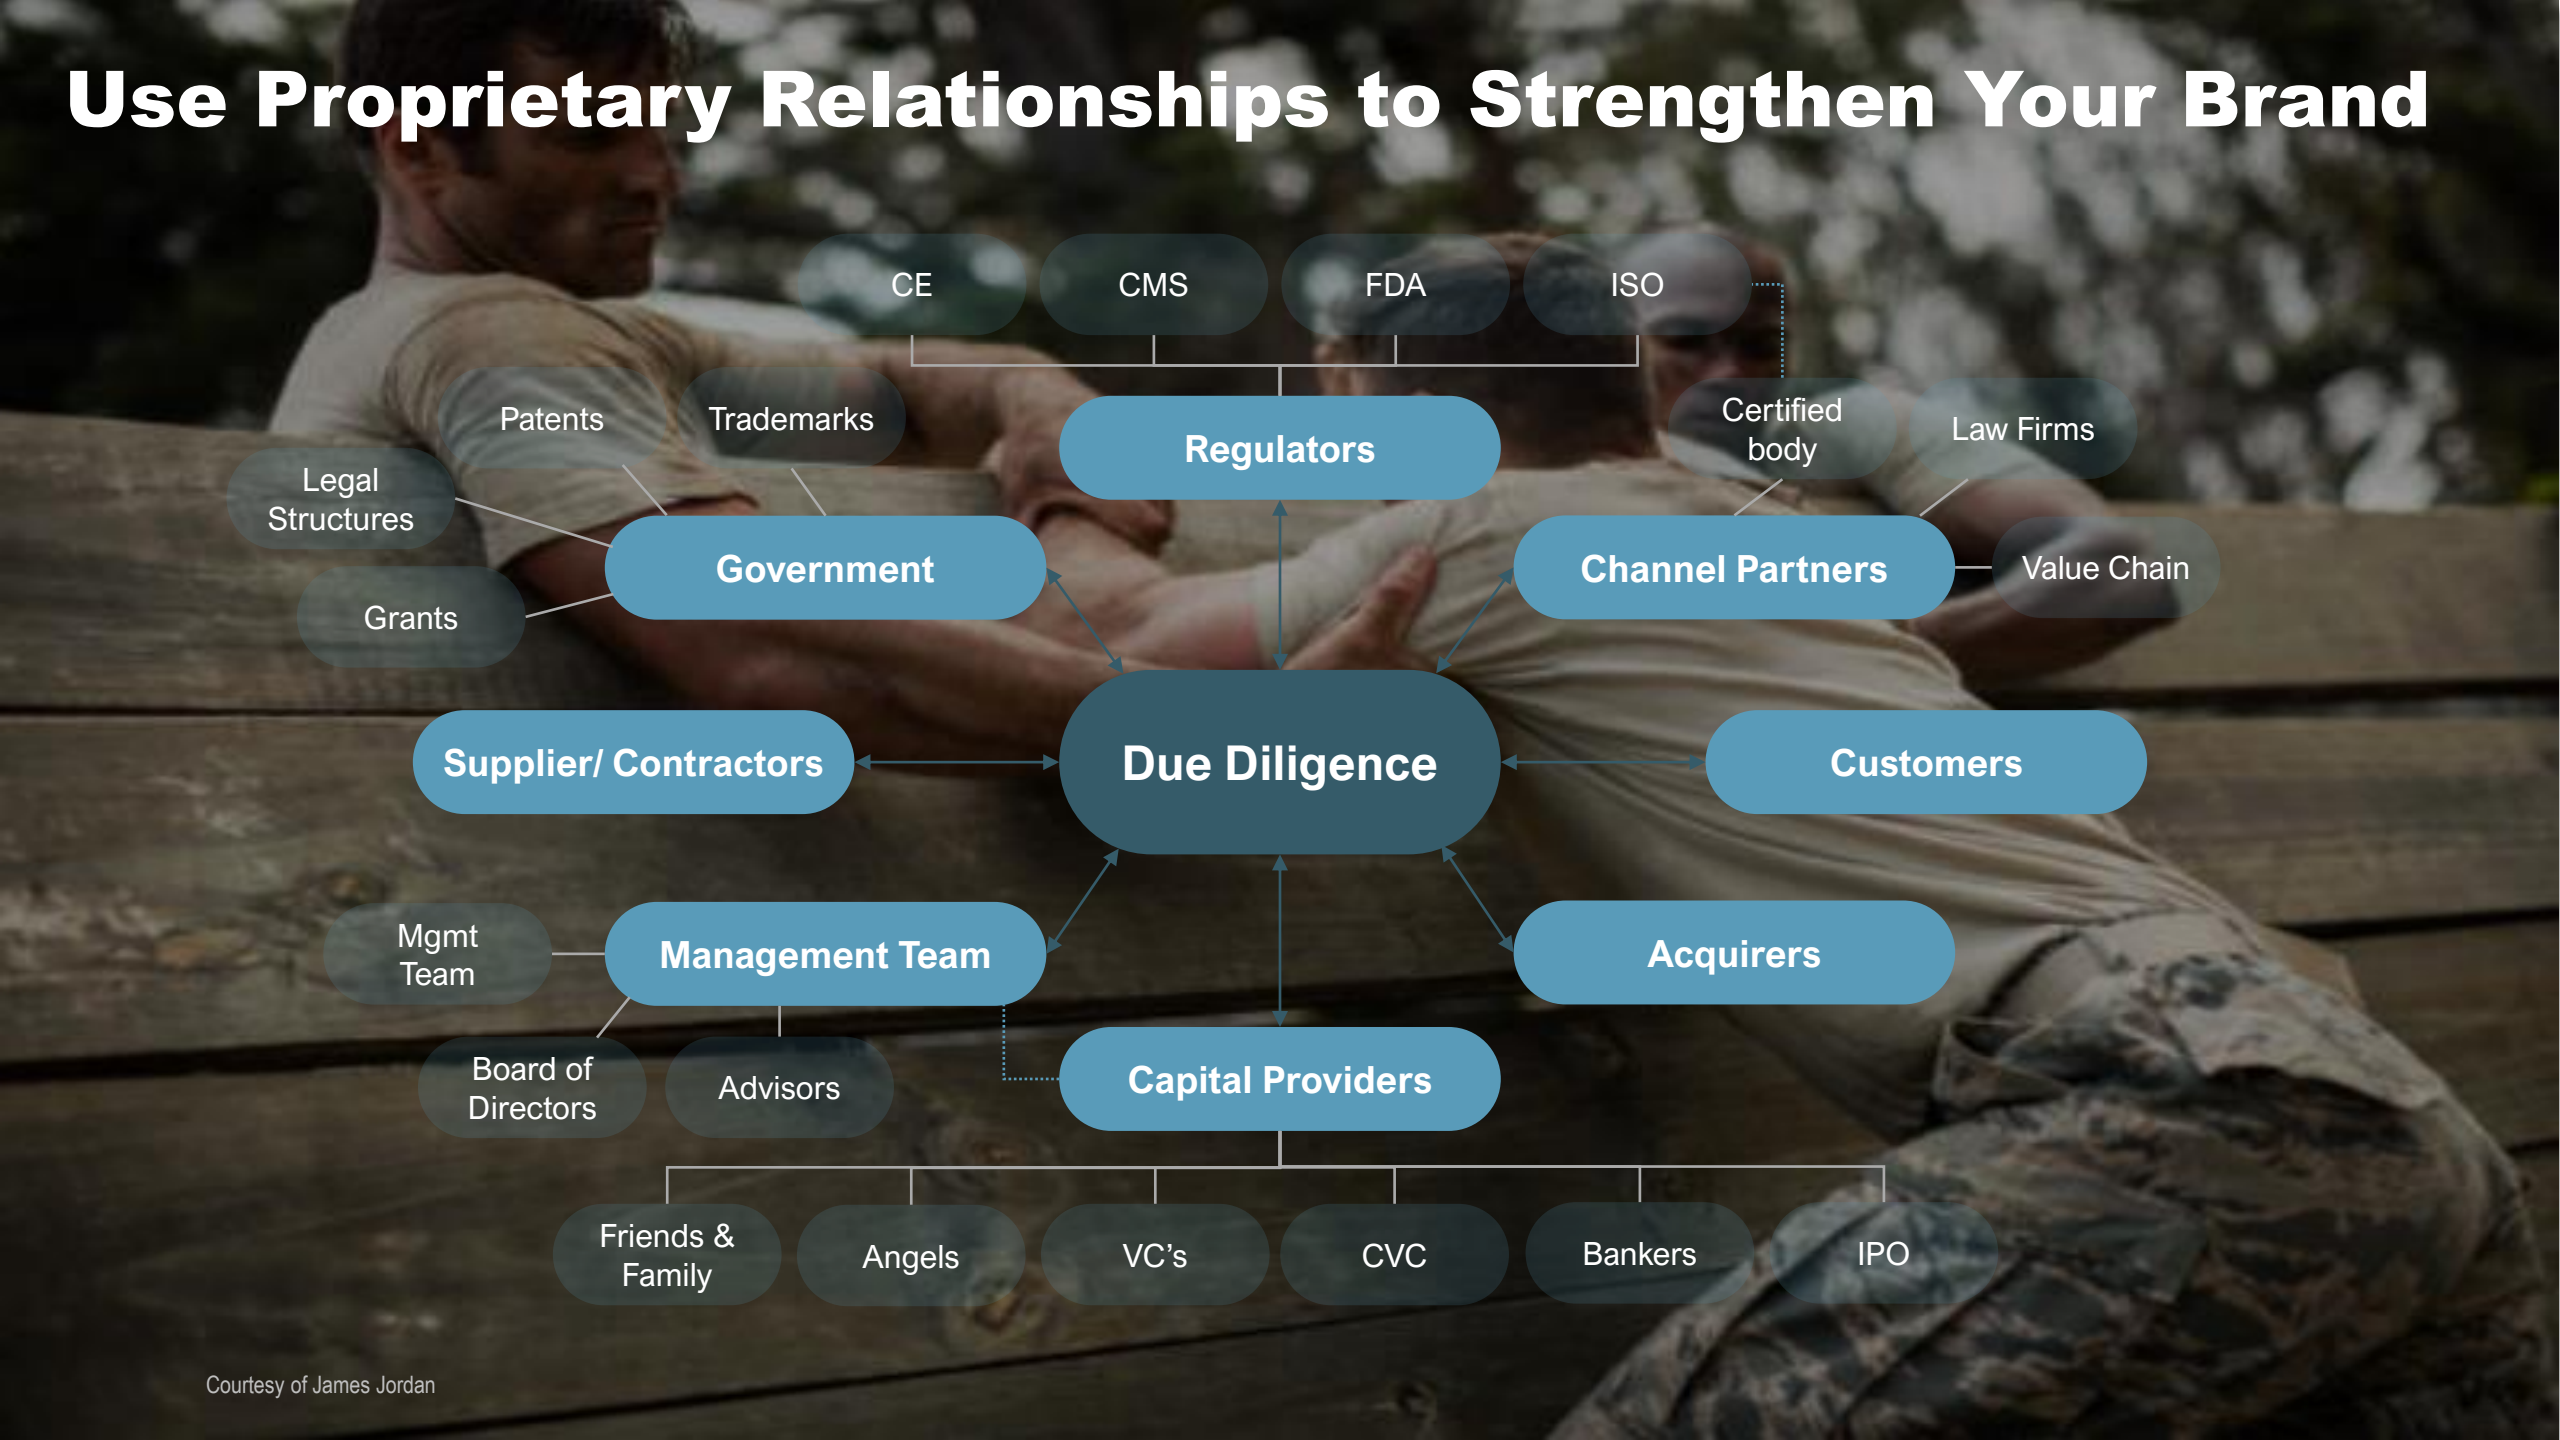 Use Proprietary Relationships to Strengthen Your Brand
CE
CMS
FDA
ISO
Patents
Trademarks
Regulators
Certified
body
Law Firms
Legal
Structures
Government
Channel Partners
Value Chain
Grants
Supplier/ Contractors
Due Diligence
Customers
Mgmt
Team
Management Team
Acquirers
Board of
Directors
Advisors
Capital Providers
Friends &
Family
Angels
VC’s
CVC
Bankers
IPO
Courtesy of James Jordan